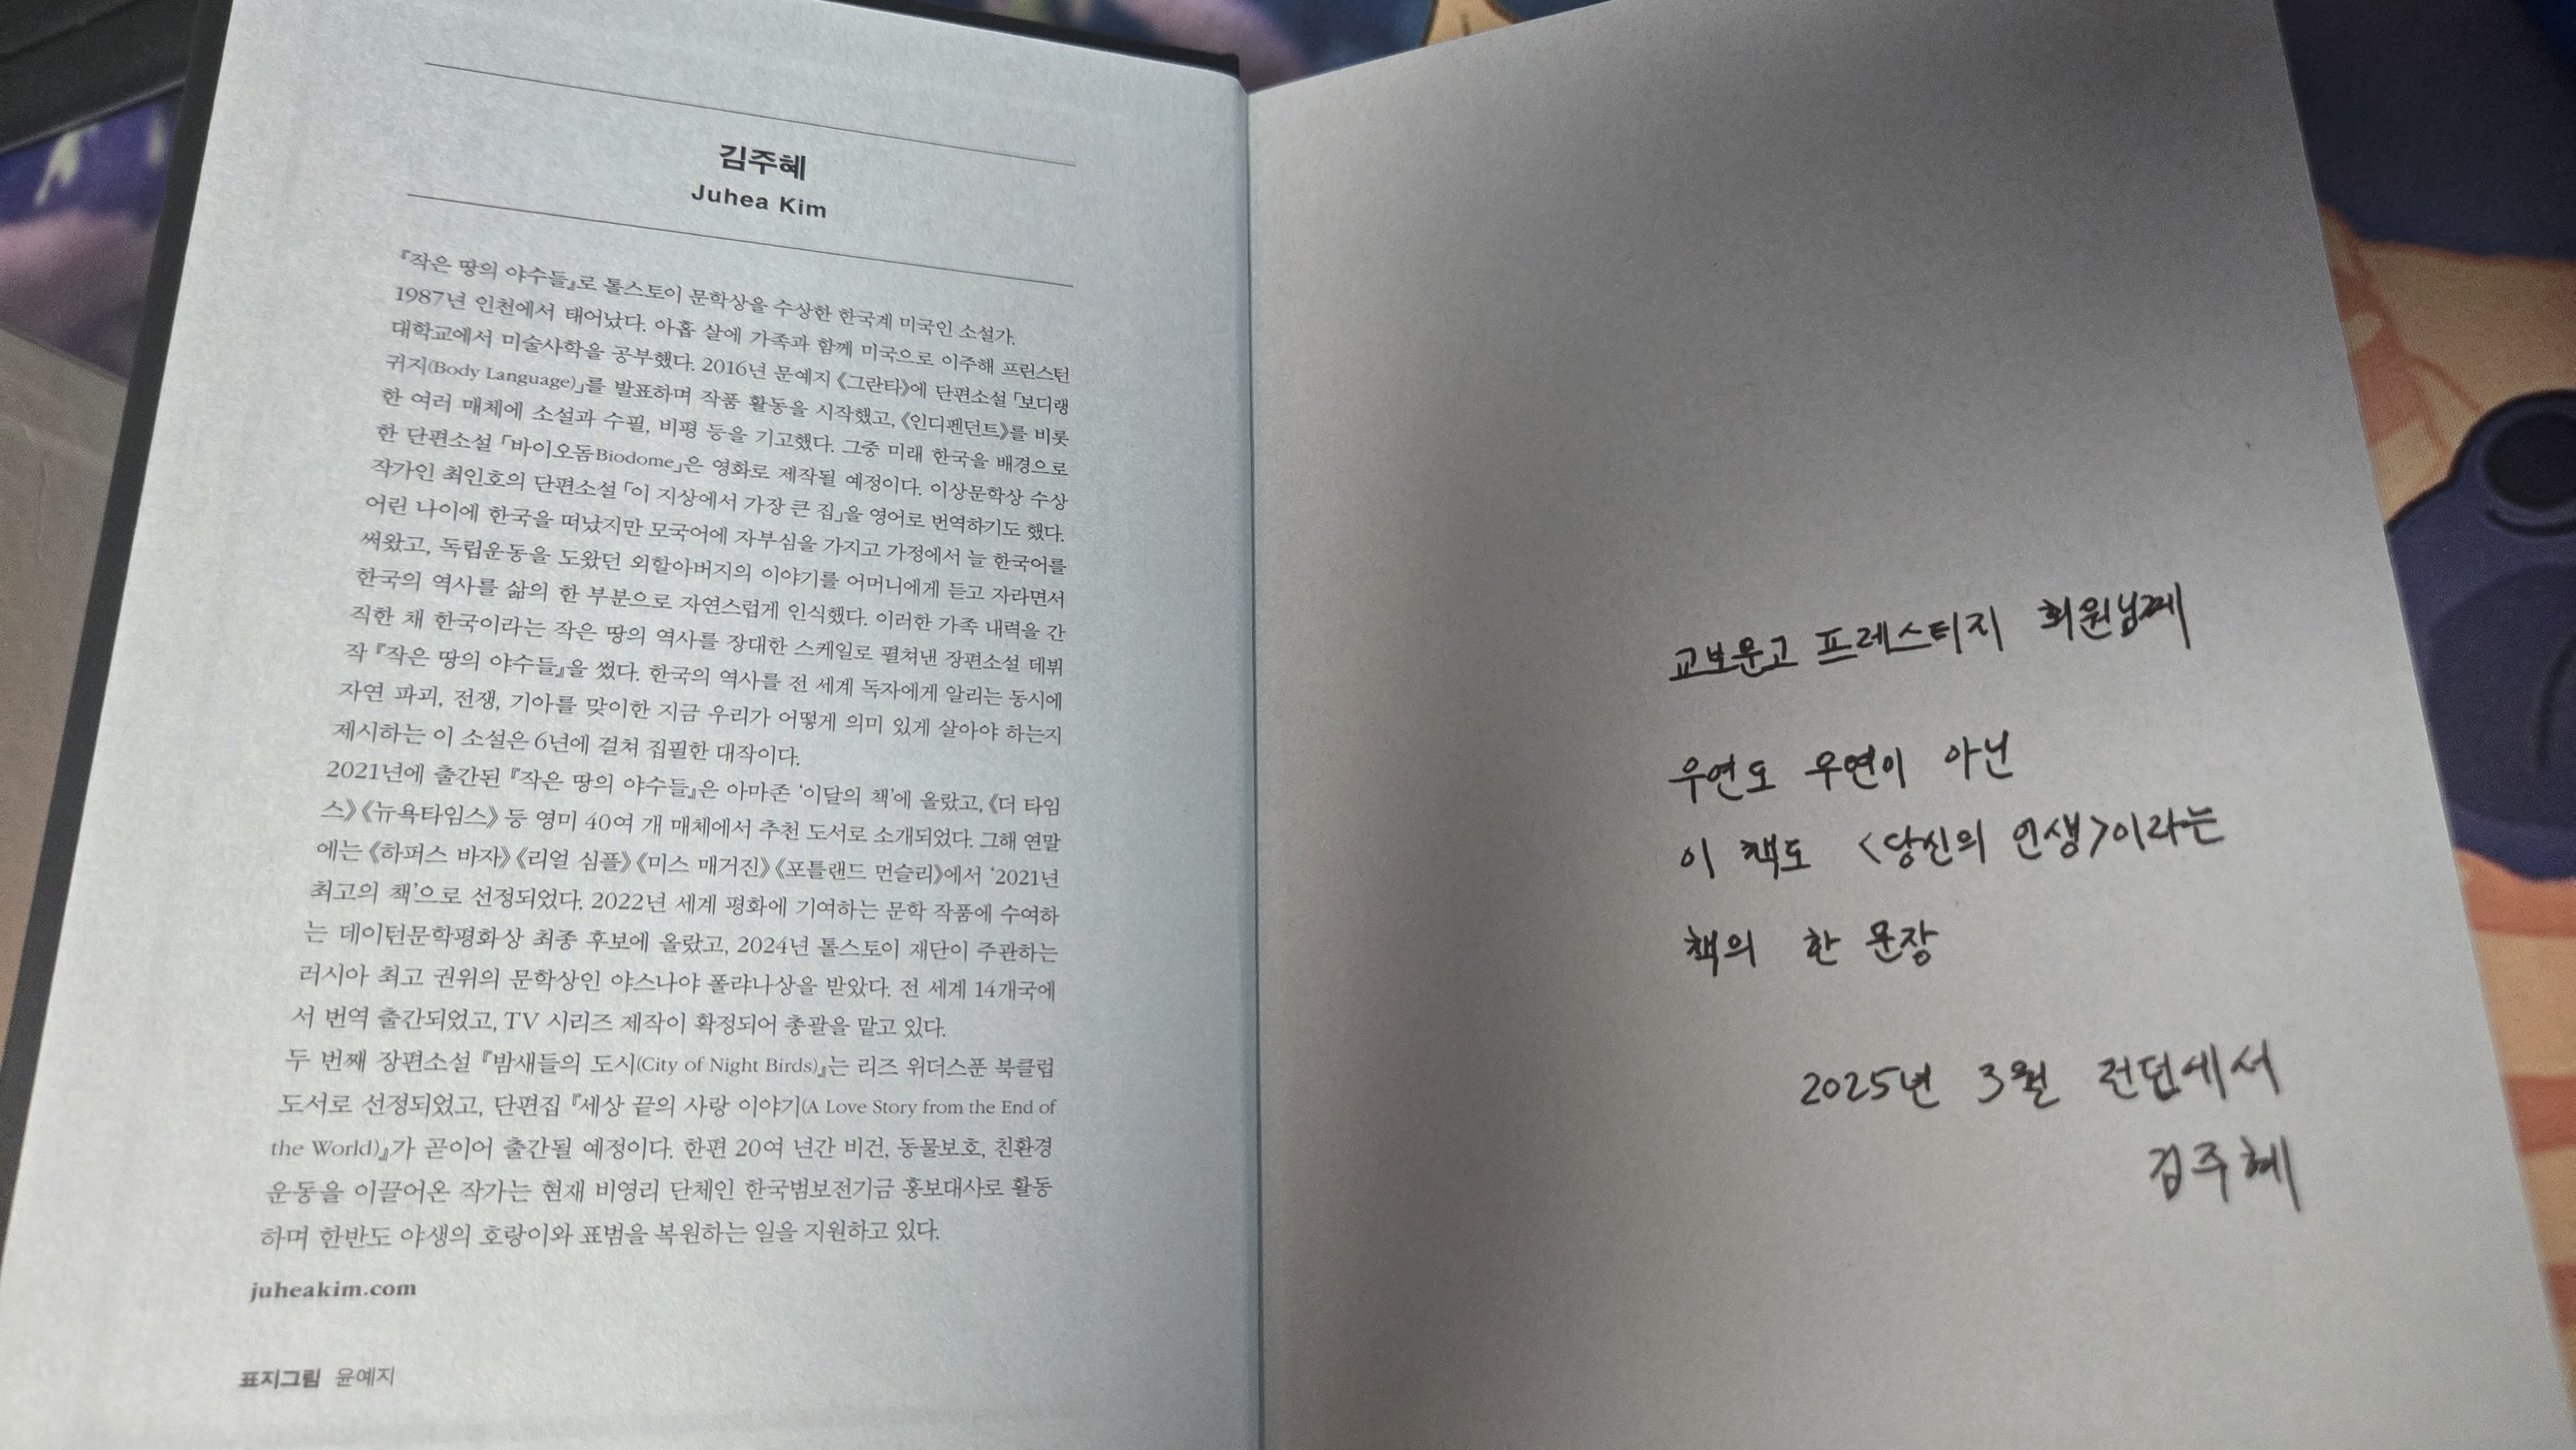 김주혜
Juhea Kim
『작은 땅의 야수들』로 톨스토이 문학상을 수상한 한국계 미국인 소설가.
1987년 인천에서 태어났다. 아홉 살에 가족과 함께 미국으로 이주해 프린스턴
대학교에서 미술사학을 공부했다. 2016년 문예지 《그란타》에 단편소설 「보디랭
귀지(Body Language)」를 발표하며 작품 활동을 시작했고, 《인디펜던트》를 비롯
한 여러 매체에 소설과 수필, 비평 등을 기고했다. 그중 미래 한국을 배경으로
한 단편소설 「바이오돔Biodome」은 영화로 제작될 예정이다. 이상문학상 수상
작가인 최인호의 단편소설 「이 지상에서 가장 큰 집」을 영어로 번역하기도 했다.
어린 나이에 한국을 떠났지만 모국어에 자부심을 가지고 가정에서 늘 한국어를
써왔고, 독립운동을 도왔던 외할아버지의 이야기를 어머니에게 듣고 자라면서
한국의 역사를 삶의 한 부분으로 자연스럽게 인식했다. 이러한 가족 내력을 간
직한 채 한국이라는 작은 땅의 역사를 장대한 스케일로 펼쳐낸 장편소설 데뷔
작 『작은 땅의 야수들』을 썼다. 한국의 역사를 전 세계 독자에게 알리는 동시에
자연 파괴, 전쟁, 기아를 맞이한 지금 우리가 어떻게 의미 있게 살아야 하는지
제시하는 이 소설은 6년에 걸쳐 집필한 대작이다.
2021년에 출간된 『작은 땅의 야수들』은 아마존 ‘이달의 책’에 올랐고, 《더 타임
스》 《뉴욕타임스》 등 영미 40여 개 매체에서 추천 도서로 소개되었다. 그해 연말
에는 《하퍼스 바자》 《리얼 심플》 《미스 매거진》 《포틀랜드 먼슬리》에서 ‘2021년
최고의 책’으로 선정되었다. 2022년 세계 평화에 기여하는 문학 작품에 수여하
는 데이턴문학평화상 최종 후보에 올랐고, 2024년 톨스토이 재단이 주관하는
러시아 최고 권위의 문학상인 야스나야 폴랴나상을 받았다. 전 세계 14개국에
서 번역 출간되었고, TV 시리즈 제작이 확정되어 총괄을 맡고 있다.
두 번째 장편소설 『밤새들의 도시(City of Night Birds)』는 리즈 위더스푼 북클럽
도서로 선정되었고, 단편집 『세상 끝의 사랑 이야기(A Love Story from the End of
the World)』가 곧이어 출간될 예정이다. 한편 20여 년간 비건, 동물보호, 친환경
운동을 이끌어온 작가는 현재 비영리 단체인 한국범보전기금 홍보대사로 활동
하며 한반도 야생의 호랑이와 표범을 복원하는 일을 지원하고 있다.
juheakim.com
표지그림 윤예지
교보문고 프레스티지 회원님께
우연도 우연이 아닌
이 책도 <당신의 인생>이라는
책의 한 문장
2025년 3월 런던에서
김주혜